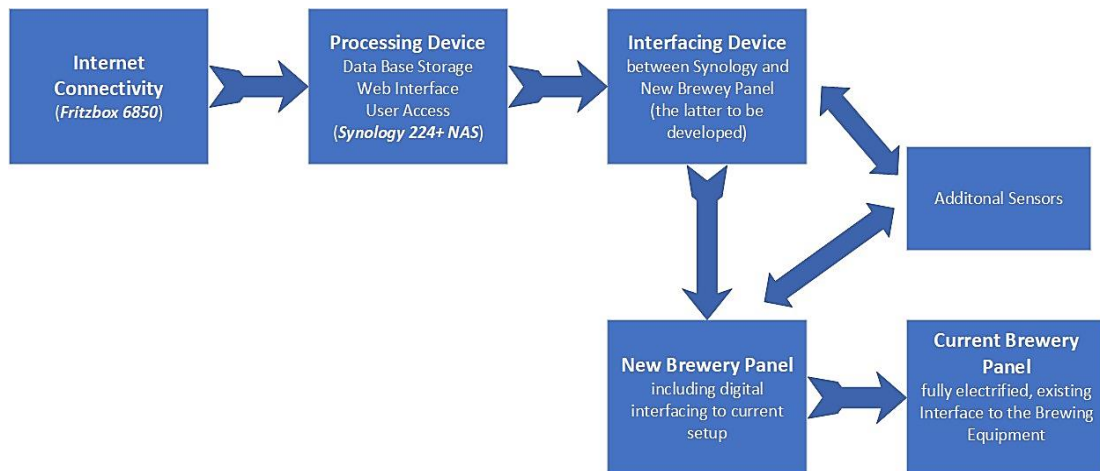 Internet
Connectivity
(Fritzbox 6850)
Processing Device
Data Base Storage
Web Interface
User Access
(Synology 224+ NAS)
Interfacing Device
between Synology and
New Brewey Panel
(the latter to be
developed)
Additonal Sensors
New Brewery Panel
including digital
interfacing to current
setup
Current Brewery
Panel
fully electrified, existing
Interface to the Brewing
Equipment